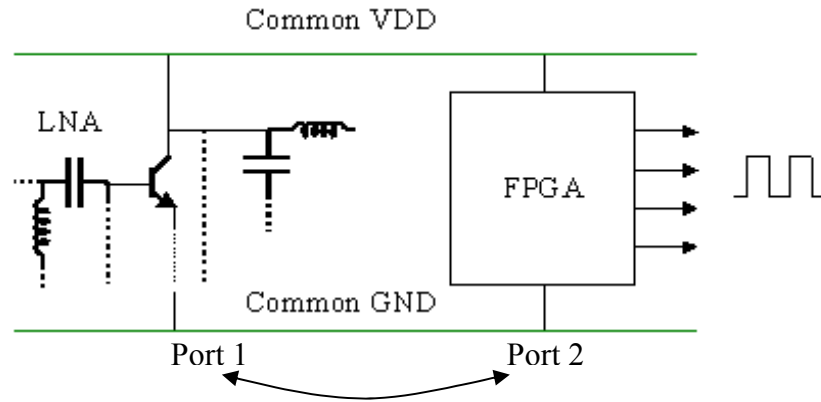 Common VDD
LNA
FPGA
Common GND
Port 1
Port 2